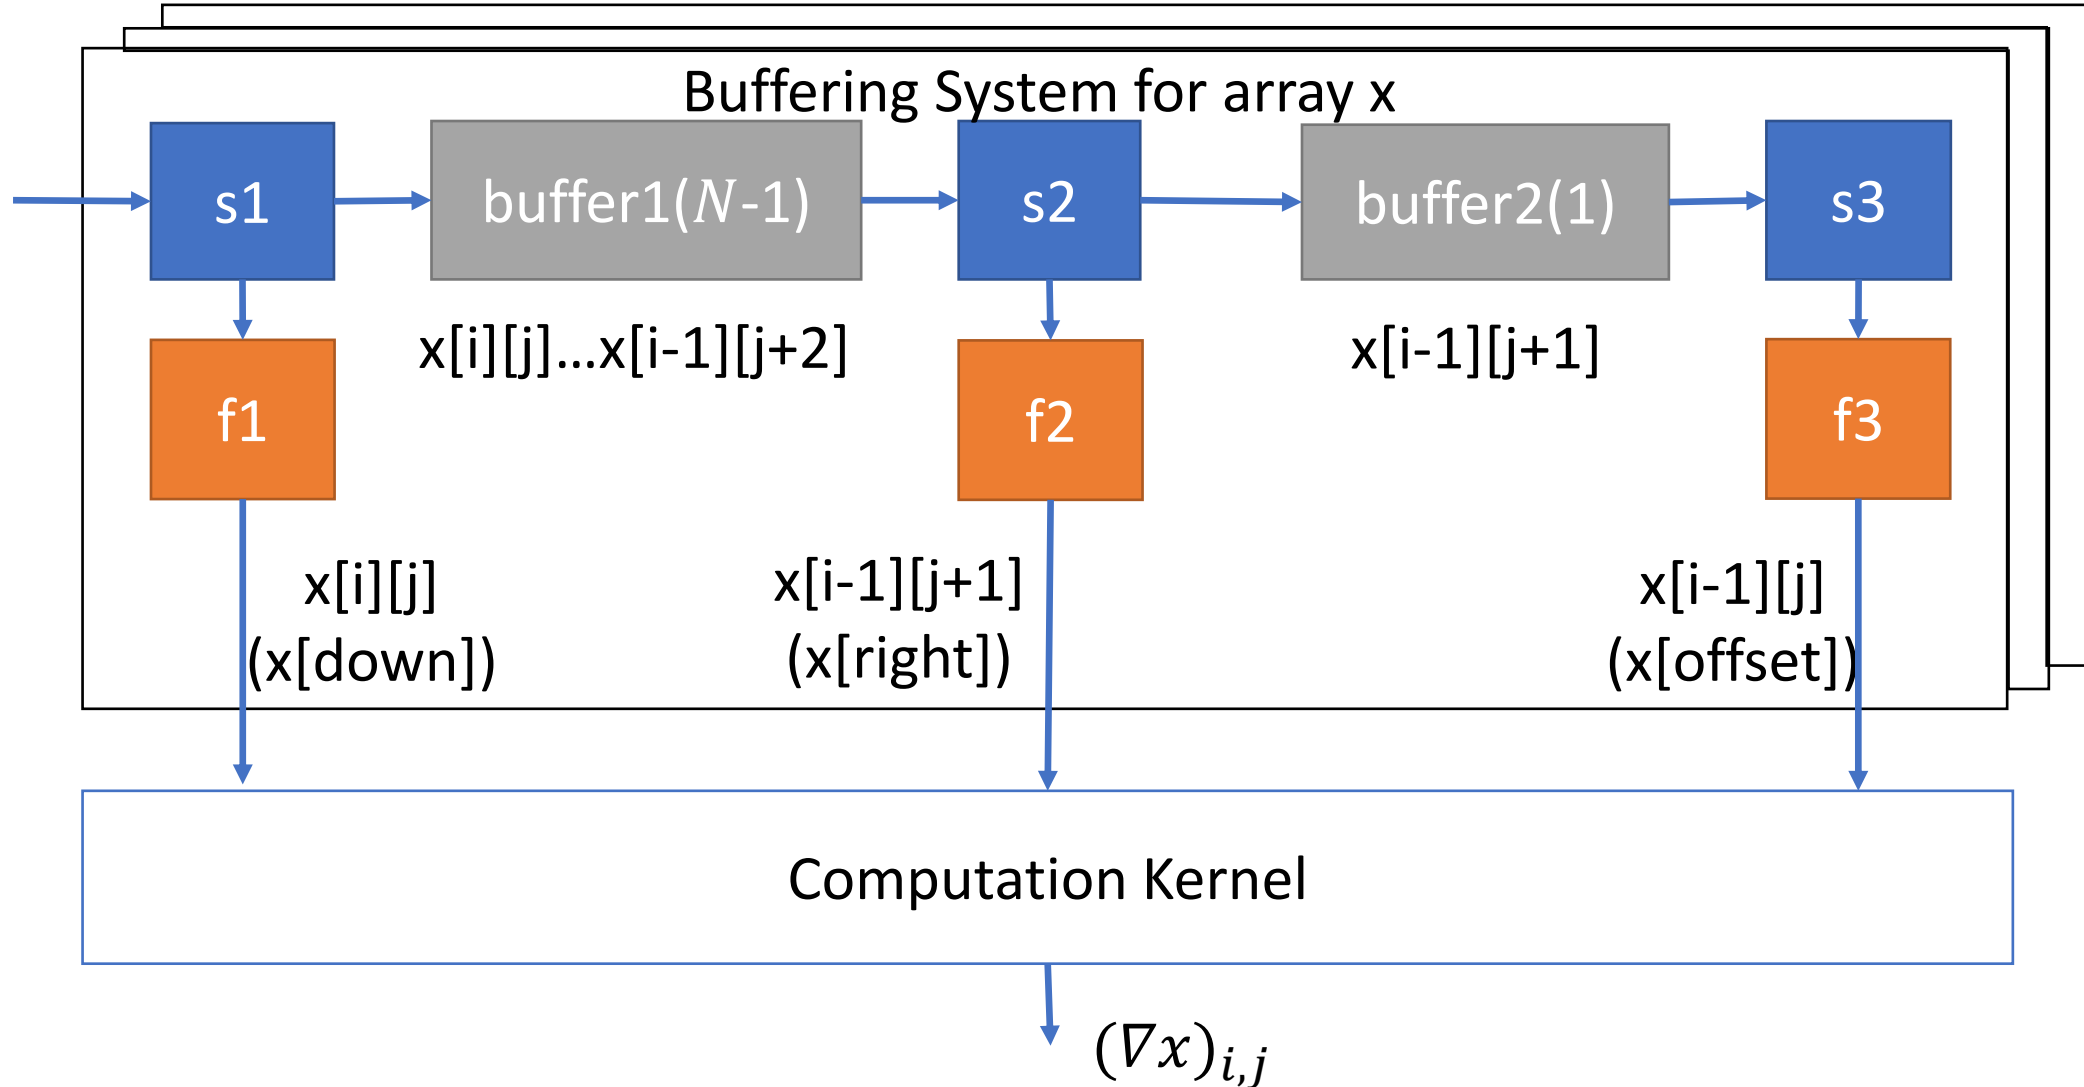 Buffering System for array x
s1
buffer1(N-1)
s2
buffer2(1)
s3
x[i][j]...x[i-1][j+2]
x[i-1][j+1]
f1
f2
f3
x[i][j]
(x[down])
x[i-1][j+1]
(x[right])
x[i-1][j]
(x[offset])
Computation Kernel
(∇x)i,j